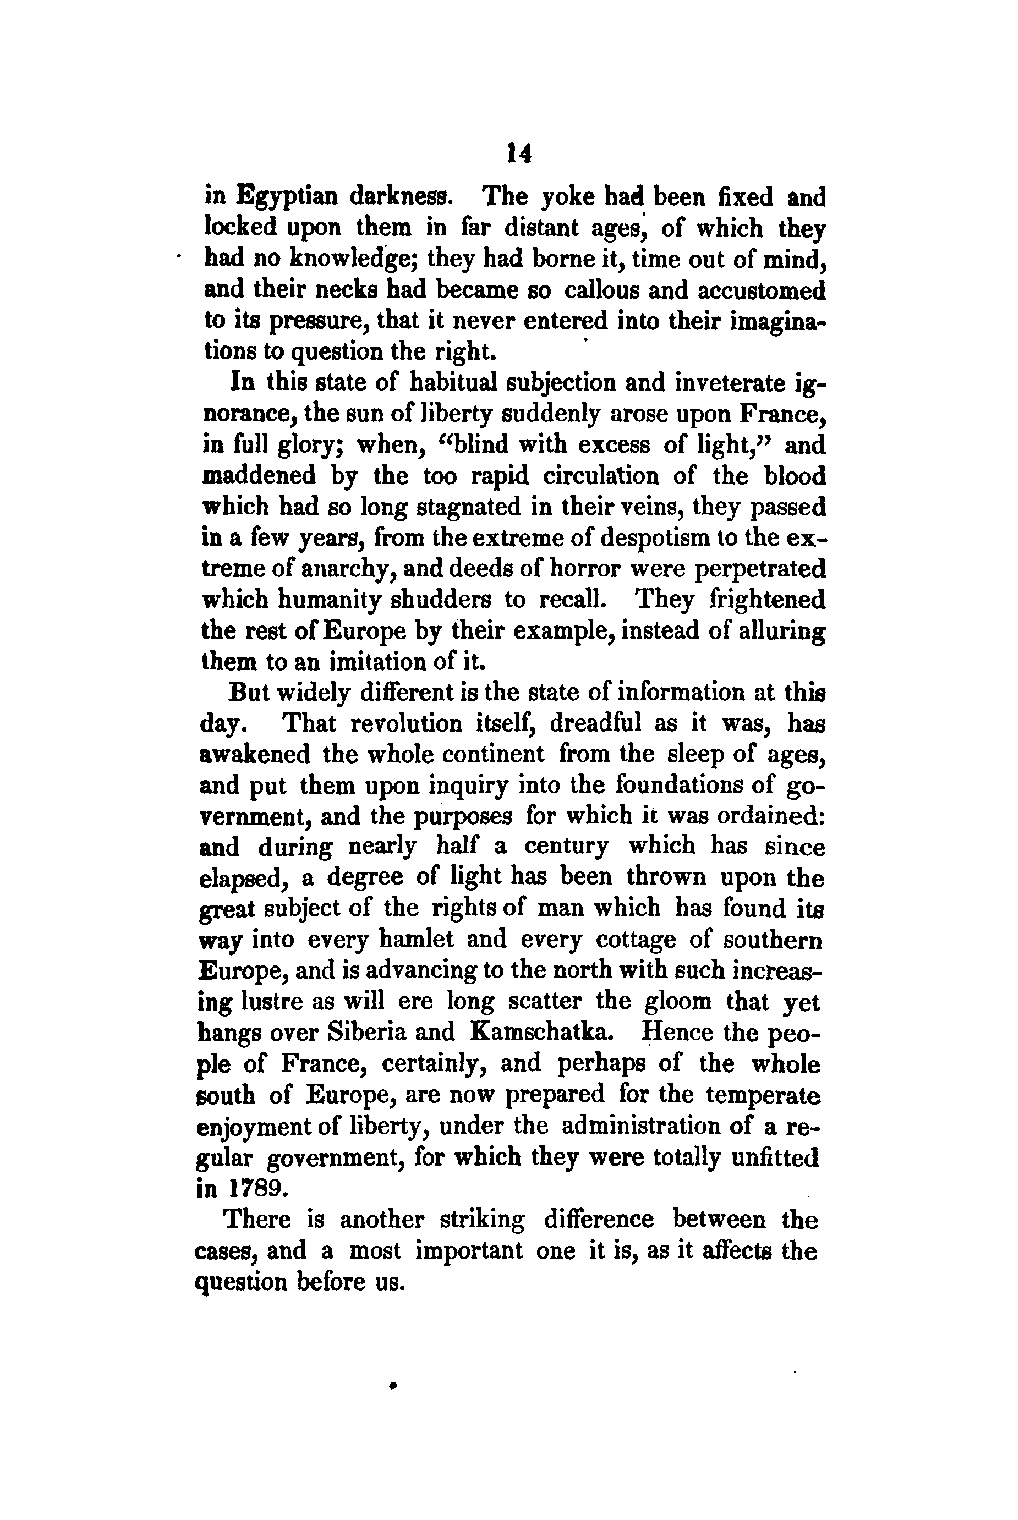 14
in Egyptian darkness. The yoke had been fixed and
locked upon them in far distant ages, of which they
had no knowledge; they had borne it, time out of mind,
and their necks had became so callous and accustomed
to its pressure, that it never entered into their imagina-
tions to question the right.
In this state of habitual subjection and inveterate ig-
norance, the sun of liberty suddenly arose upon France,
in full glory; when, “blind with excess of light,” and
maddened by the too rapid circulation of the blood
which had so long stagnated in their veins, they passed
in a few years, from the extreme of despotism to the ex-
treme of anarchy, and deeds of horror were perpetrated
which humanity shudders to recall. They frightened
the rest of Europe by their example, instead of alluring
them to an imitation of it.
But widely different is the state of information at this
day. That revolution itself, dreadful as it was, has
awakened the whole continent from the sleep of ages,
and put them upon inquiry into the foundations of go-
vernment, and the purposes for which it was ordained:
and during nearly half a century which has since
elapsed, a degree of light has been thrown upon the
great subject of the rights of man which has found its
way into every hamlet and every cottage of southern
Europe, and is advancing to the north with such increas-
ing lustre as will ere long scatter the gloom that yet
hangs over Siberia and Kamschatka. Hence the peo-
ple of France, certainly, and perhaps of the whole
south of Europe, are now prepared for the temperate
enjoyment of liberty, under the administration of a re-
gular government, for which they were totally unfitted
in 1789.
There is another striking difference between the
cases, and a most important one it is, as it affects the
question before us.